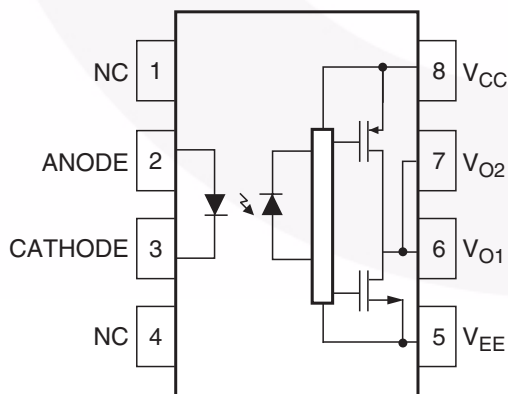 NC 1
ANODE 2
CATHODE 3
NC 4
8 VCC
7 VO2
6 VO1
5 VEE